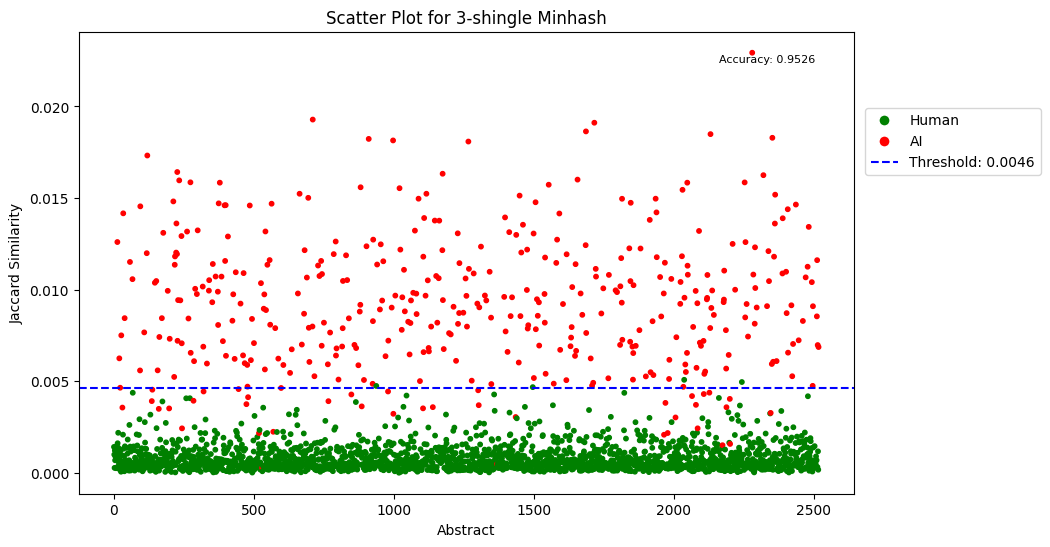 Scatter Plot for 3-shingle Minhash
Accuracy: 0.9526
Human
AI
Threshold: 0.0046
Jaccard Similarity
0.020
0.015
0.010
0.005
0.000
0
500
1000
1500
2000
2500
Abstract